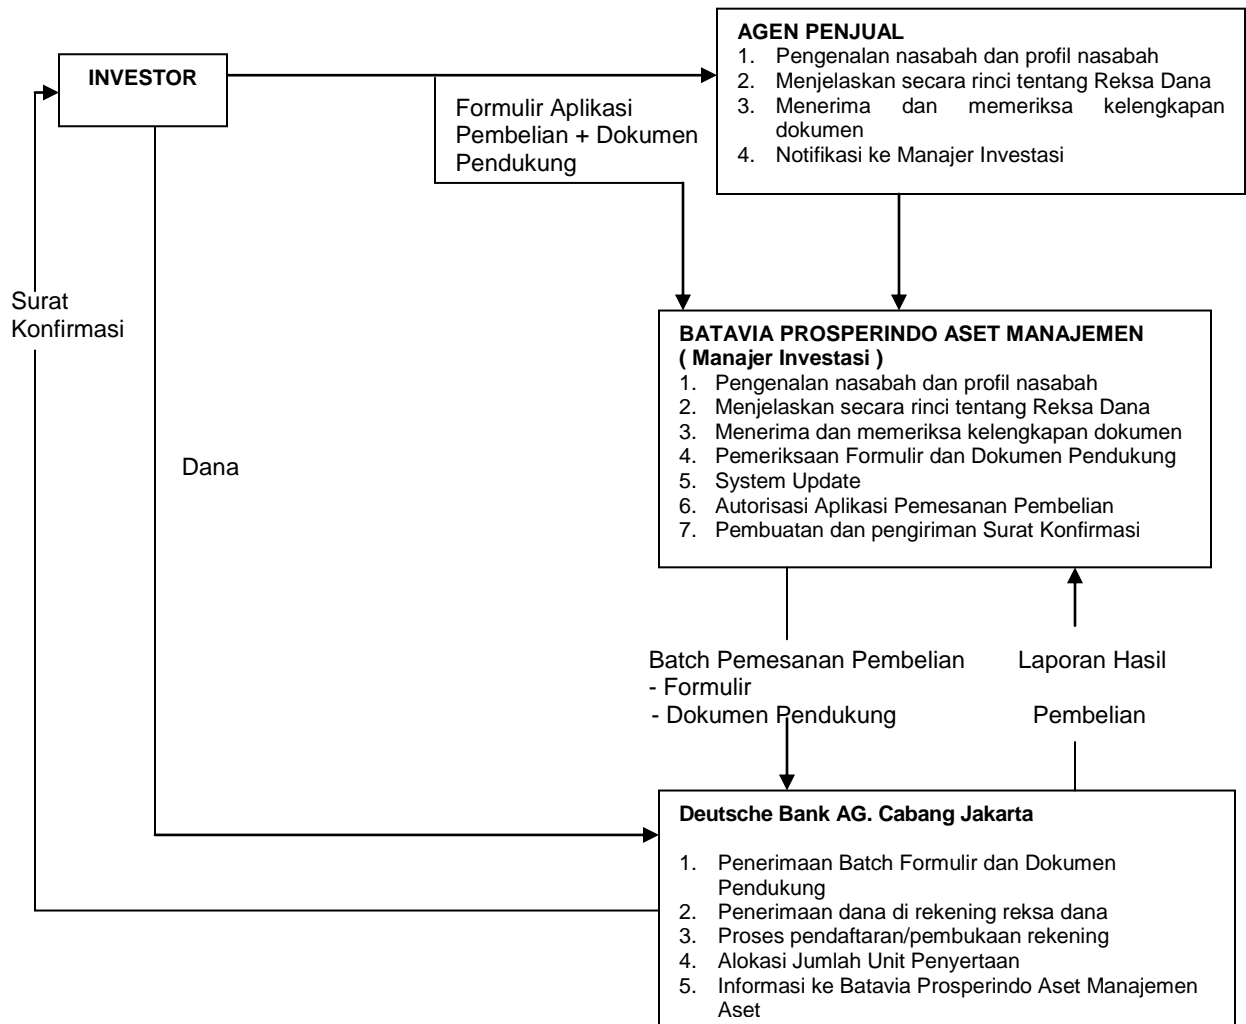 INVESTOR
AGEN PENJUAL
1. Pengenalan nasabah dan profil nasabah
2. Menjelaskan secara rinci tentang Reksa Dana
3. Menerima dan memeriksa kelengkapan
dokumen
4. Notifikasi ke Manajer Investasi
Formulir Aplikasi
Pembelian + Dokumen
Pendukung
Surat
Konfirmasi
BATAVIA PROSPERINDO ASET MANAJEMEN
( Manajer Investasi )
1. Pengenalan nasabah dan profil nasabah
2. Menjelaskan secara rinci tentang Reksa Dana
3. Menerima dan memeriksa kelengkapan dokumen
4. Pemeriksaan Formulir dan Dokumen Pendukung
5. System Update
6. Autorisasi Aplikasi Pemesanan Pembelian
7. Pembuatan dan pengiriman Surat Konfirmasi
Dana
Batch Pemesanan Pembelian
- Formulir
- Dokumen Pendukung
Laporan Hasil
Pembelian
Deutsche Bank AG. Cabang Jakarta
1. Penerimaan Batch Formulir dan Dokumen
Pendukung
2. Penerimaan dana di rekening reksa dana
3. Proses pendaftaran/pembukaan rekening
4. Alokasi Jumlah Unit Penyertaan
5. Informasi ke Batavia Prosperindo Aset Manajemen
Aset